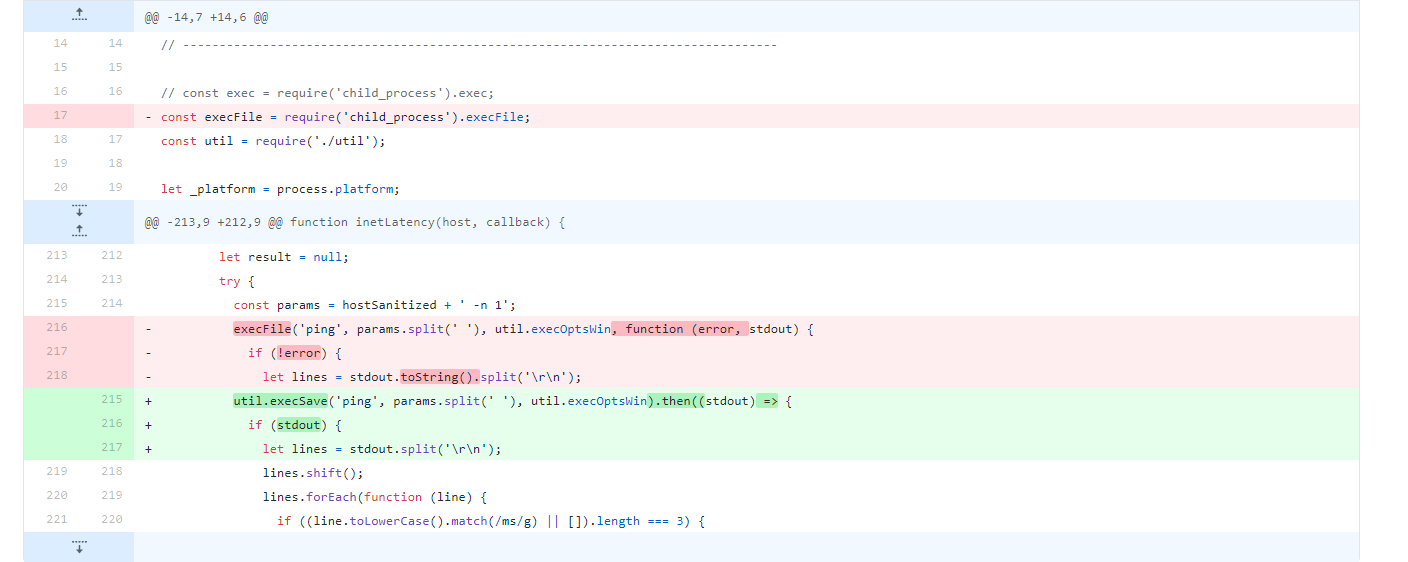 @@ -14,7 +14,6 @@
14 14 // ----------------------------------------------------------------------------------
15 15
16 16 // const exec = require('child_process').exec;
17 - const execFile = require('child_process').execFile;
18 17 const util = require('./util');
19 18
20 19 let _platform = process.platform;
@@ -213,9 +212,9 @@ function inetLatency(host, callback) {
213 212 let result = null;
214 213 try {
215 214 const params = hostSanitized + ' -n 1';
216 - execFile('ping', params.split(' '), util.execOptsWin, function (error, stdout) {
217 - if (!error) {
218 - let lines = stdout.toString().split('\r\n');
215 + util.execSave('ping', params.split(' '), util.execOptsWin).then((stdout) => {
216 + if (stdout) {
217 + let lines = stdout.split('\r\n');
219 218 lines.shift();
220 219 lines.forEach(function (line) {
221 220 if ((line.toLowerCase().match(/ms/g) || []).length === 3) {